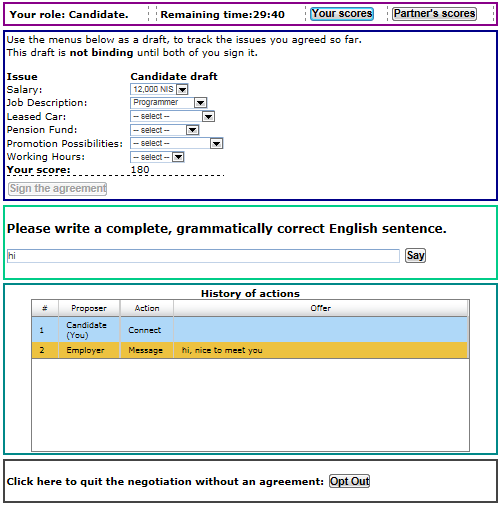 Your role: Candidate. Remaining time:29:40 Your scores Partner's scores
Use the menus below as a draft, to track the issues you agreed so far.
This draft is not binding until both of you sign it.
Issue Candidate draft
Salary: 12,000 NIS
Job Description: Programmer
Leased Car: -- select --
Pension Fund: -- select --
Promotion Possibilities: -- select --
Working Hours: -- select --
Your score: 180
Sign the agreement
Please write a complete, grammatically correct English sentence.
hi Say
History of actions
# Proposer Action Offer
1 Candidate (You) Connect
2 Employer Message hi, nice to meet you
Click here to quit the negotiation without an agreement: Opt Out